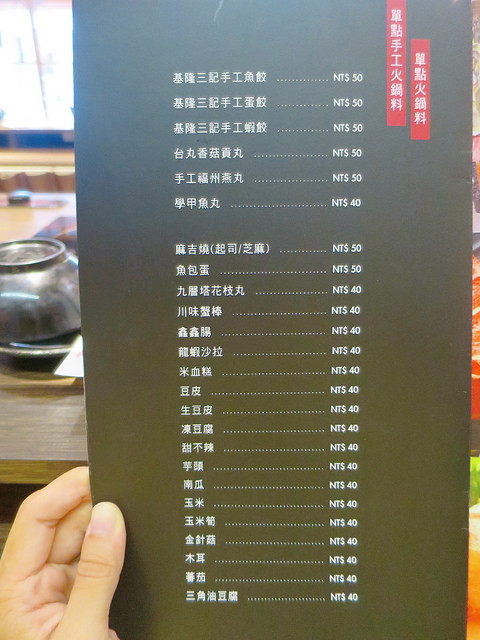 單點手工火鍋料
單點火鍋料
基隆三記手工魚餃 .............. NT$ 50
基隆三記手工蛋餃 .............. NT$ 50
基隆三記手工蝦餃 .............. NT$ 50
台丸香菇貢丸 .................... NT$ 50
手工福州燕丸 .................... NT$ 50
學甲魚丸 .......................... NT$ 40
麻吉燒(起司/芝麻) ............. NT$ 50
魚包蛋 ............................. NT$ 50
九層塔花枝丸 .................... NT$ 40
川味蟹棒 .......................... NT$ 40
鑫鑫腸 ............................. NT$ 40
龍蝦沙拉 .......................... NT$ 40
米血糕 ............................. NT$ 40
豆皮 ................................ NT$ 40
生豆皮 ............................. NT$ 40
凍豆腐 ............................. NT$ 40
甜不辣 ............................. NT$ 40
芋頭 ................................ NT$ 40
南瓜 ................................ NT$ 40
玉米 ................................ NT$ 40
玉米筍 ............................. NT$ 40
金針菇 ............................. NT$ 40
木耳 ................................ NT$ 40
蕃茄 ................................ NT$ 40
三角油豆腐 ....................... NT$ 40